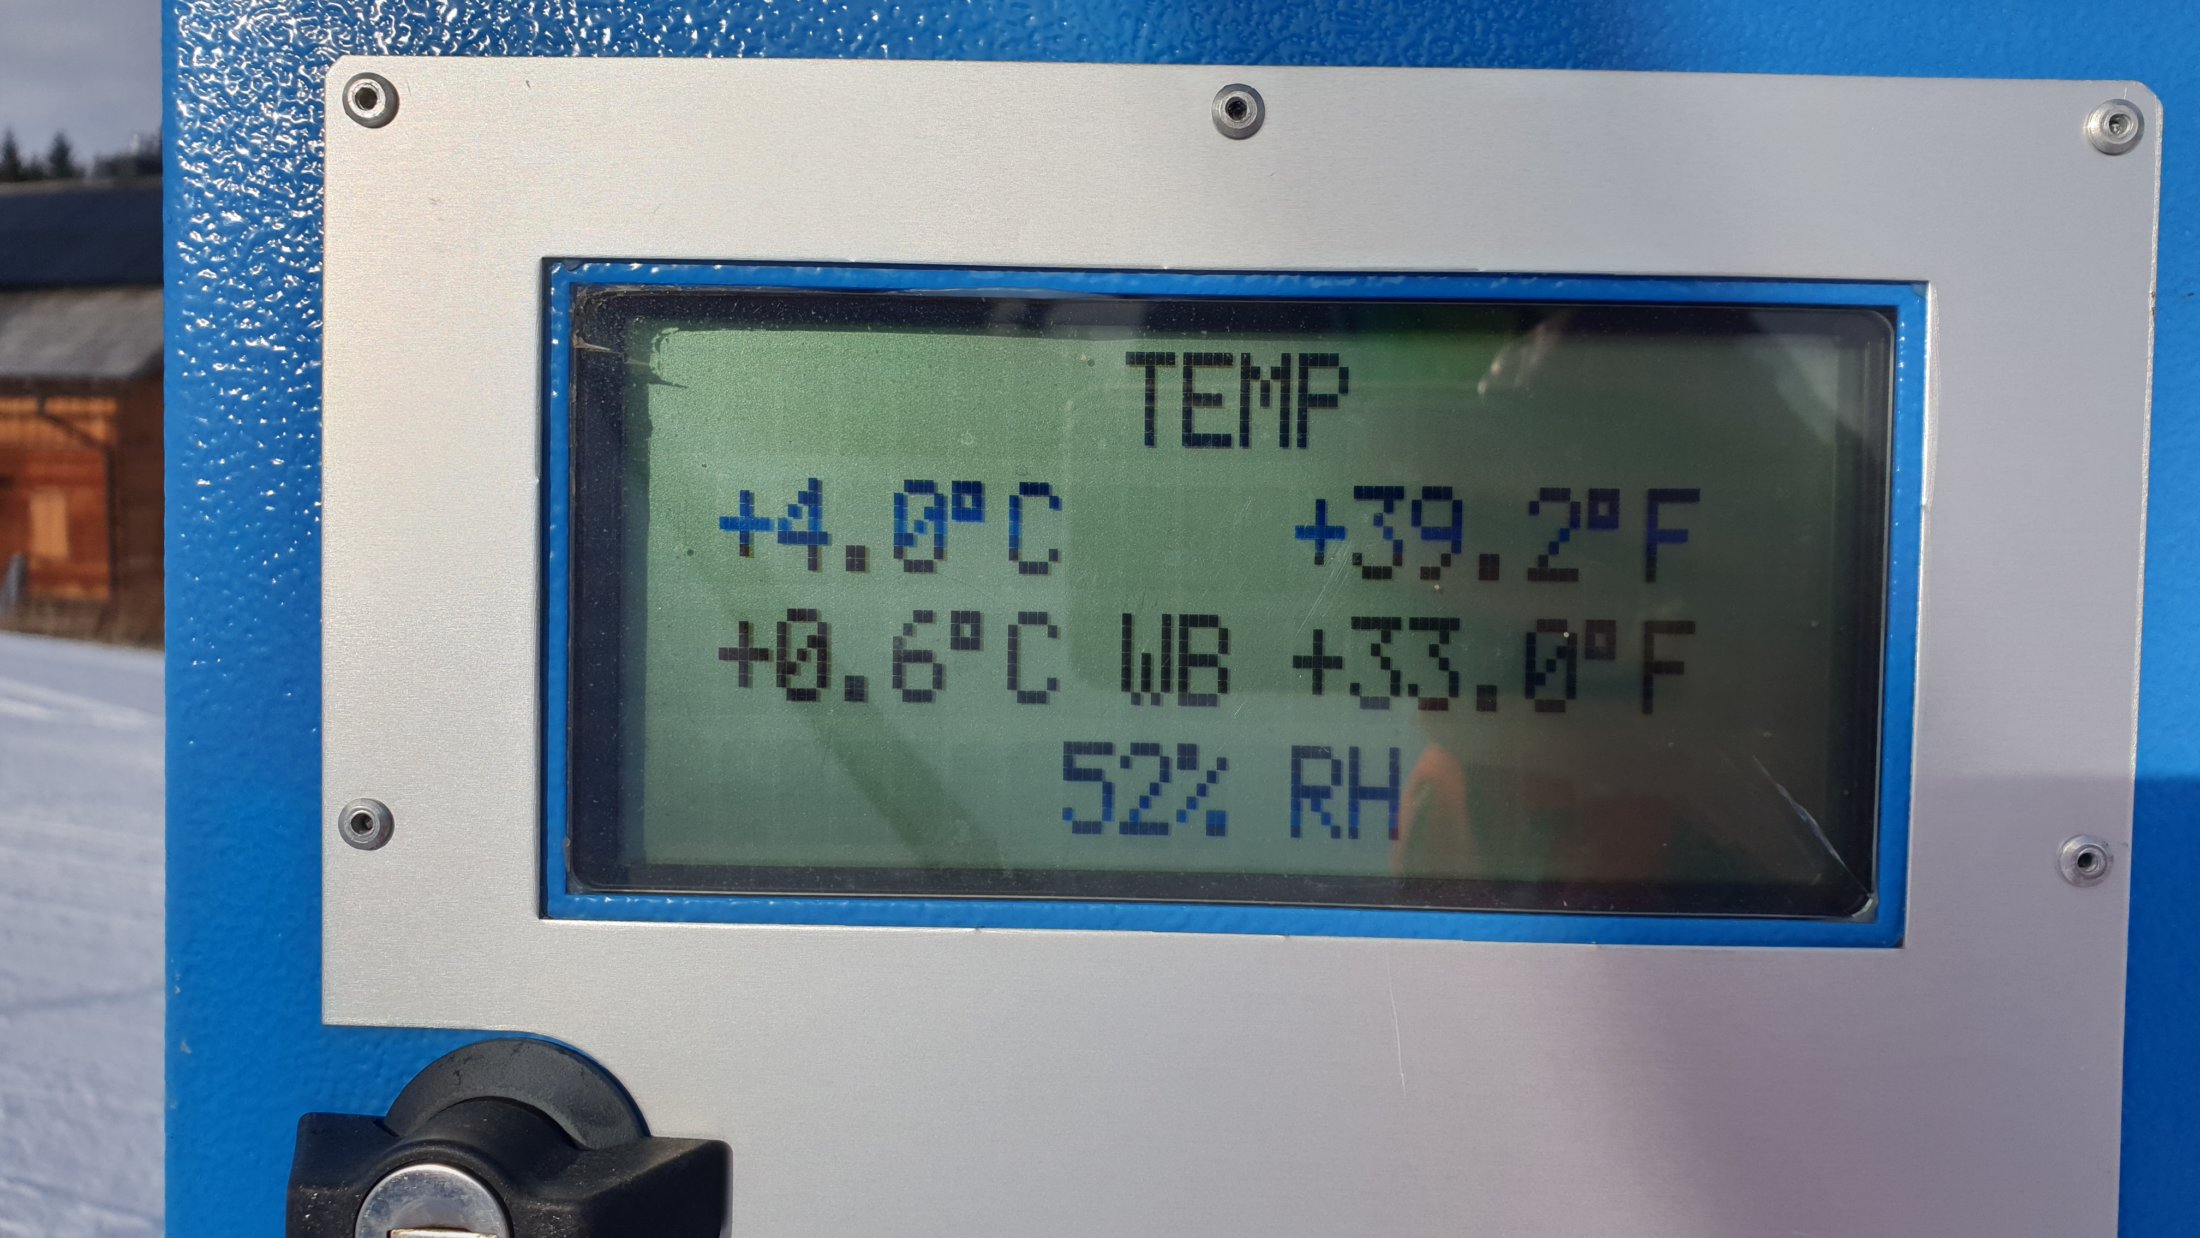 TEMP
+4.0°C +39.2°F
+0.6°C WB +33.0°F
52% RH